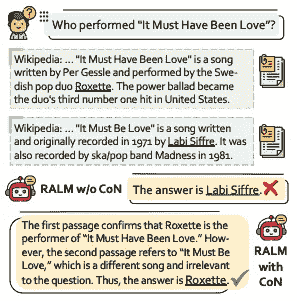 Who performed “It Must Have Been Love”?
Wikipedia: ... “It Must Have Been Love” is a song
written by Per Gessle and performed by the Swe-
dish pop duo Roxette. The power ballad became
the duo's third number one hit in United States.
Wikipedia: ... “It Must Be Love” is a song written
and originally recorded in 1971 by Labi Siffre. It was
also recorded by ska/pop band Madness in 1981.
RALM w/o CoN
The answer is Labi Siffre.
The first passage confirms that Roxette is the
performer of “It Must Have Been Love.” How-
ever, the second passage refers to “It Must Be
Love,” which is a different song and irrelevant
to the question. Thus, the answer is Roxette.
RALM
with
CoN